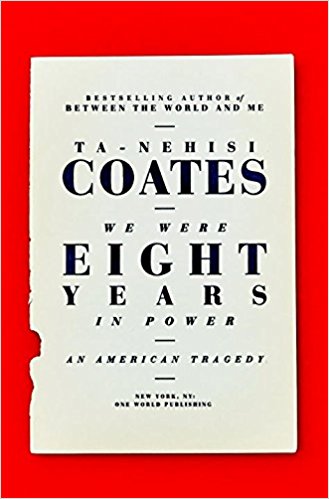 BESTSELLING AUTHOR of
BETWEEN THE WORLD AND ME
TA-NEHISI
COATES
WE WERE
EIGHT
YEARS
IN POWER
AN AMERICAN TRAGEDY
NEW YORK, NY:
ONE WORLD PUBLISHING